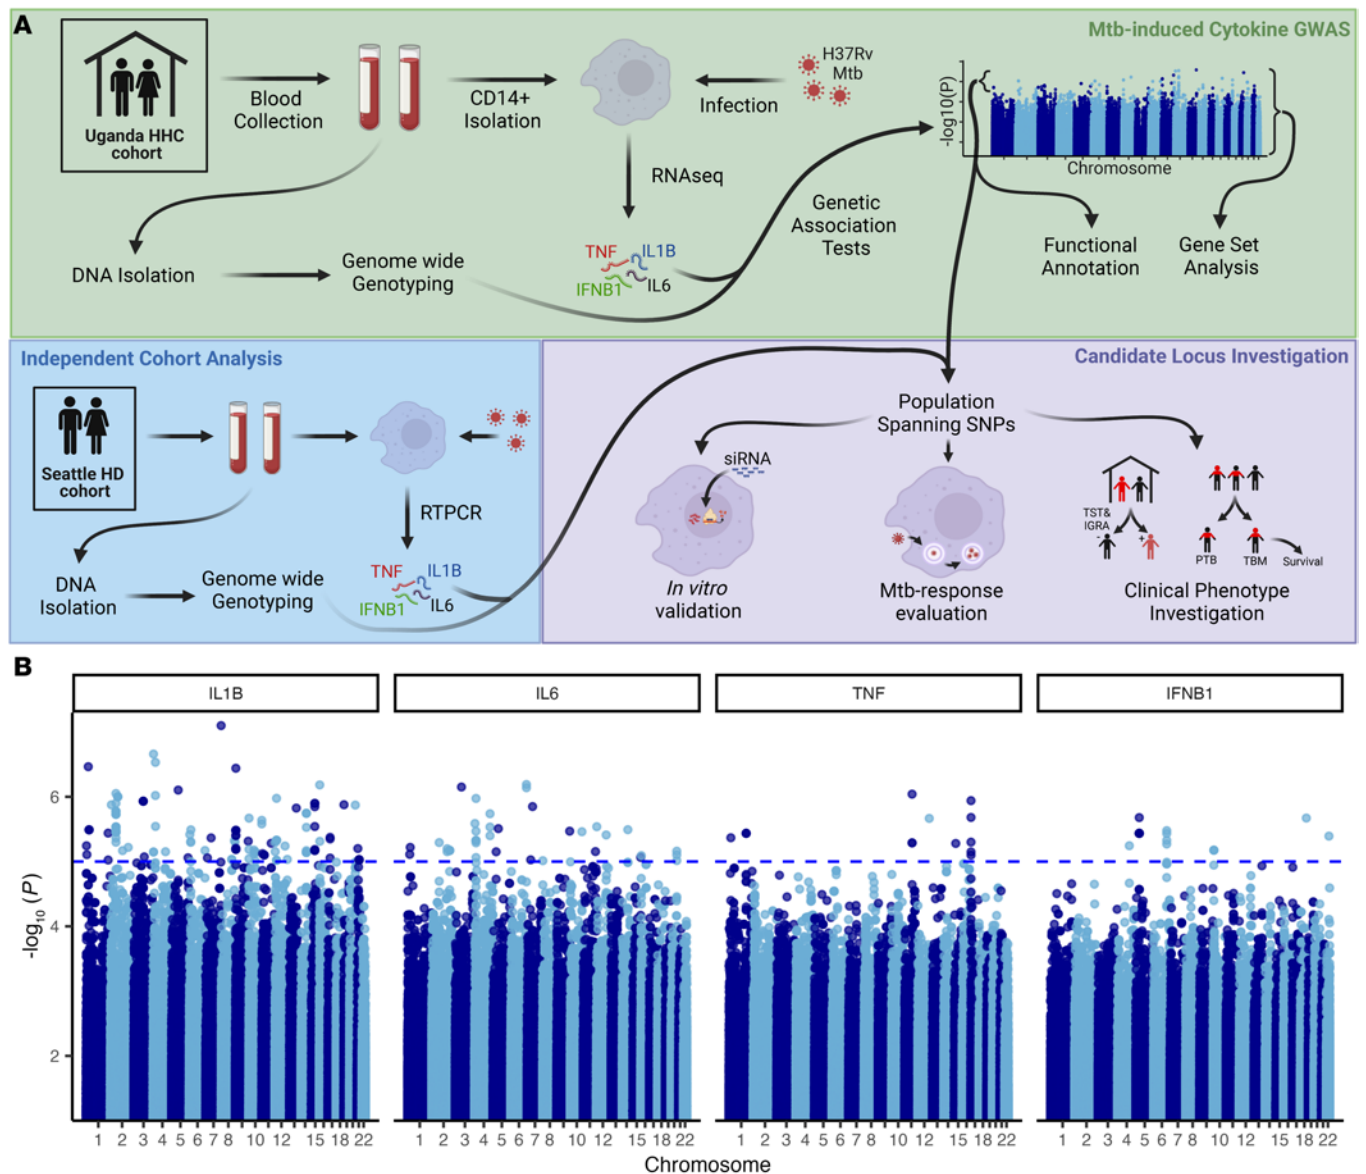 A
Mtb-induced Cytokine GWAS
Uganda HHC
cohort
Blood
Collection
CD14+
Isolation
H37Rv
Mtb
Infection
-log10(P)
Chromosome
RNAseq
Genetic
Association
Tests
DNA Isolation
Genome wide
Genotyping
TNF
IL1B
IFNB1
IL6
Functional
Annotation
Gene Set
Analysis
Independent Cohort Analysis
Seattle HD
cohort
RTPCR
DNA
Isolation
Genome wide
Genotyping
TNF
IL1B
IFNB1
IL6
Candidate Locus Investigation
Population
Spanning SNPs
siRNA
In vitro
validation
Mtb-response
evaluation
TST&
IGRA
- +
PTB
TBM
Survival
Clinical Phenotype
Investigation
B
IL1B IL6 TNF IFNB1
6
4
2
-log10 (P)
1 2 3 4 5 6 7 8 10 12 15 18 22 1 2 3 4 5 6 7 8 10 12 15 18 22 1 2 3 4 5 6 7 8 10 12 15 18 22 1 2 3 4 5 6 7 8 10 12 15 18 22
Chromosome